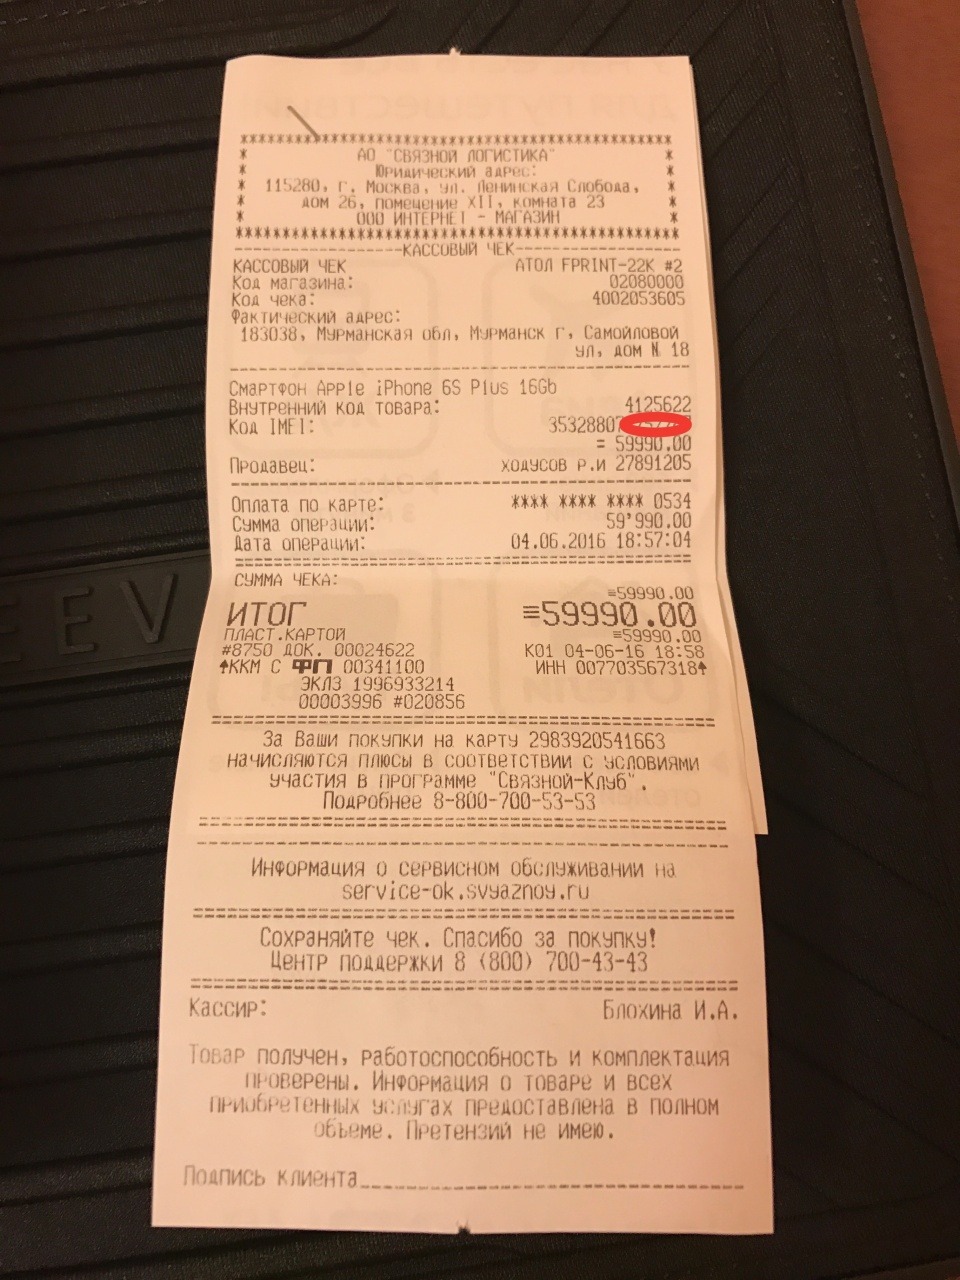 ****************************************
* АО "СВЯЗНОЙ ЛОГИСТИКА" *
* Юридический адрес: *
* 115280, г. Москва, ул. Ленинская Слобода, *
* дом 26, помещение XII, комната 23 *
* ООО ИНТЕРНЕТ - МАГАЗИН *
****************************************
-----------------КАССОВЫЙ ЧЕК-----------------
КАССОВЫЙ ЧЕК АТОЛ FPRINT-22K #2
Код магазина: 02080000
Код чека: 4002053605
Фактический адрес:
183038, Мурманская обл, Мурманск г, Самойловой
ул, дом N 18
Смартфон Apple iPhone 6S Plus 16Gb
Внутренний код товара: 4125622
Код IMEI: 35328807
= 59990.00
Продавец: ХОДУСОВ Р.И 27891205
Оплата по карте: **** **** **** 0534
Сумма операции: 59'990.00
Дата операции: 04.06.2016 18:57:04
СУММА ЧЕКА:
≡59990.00
ИТОГ ≡59990.00
ПЛАСТ.КАРТОЙ ≡59990.00
#8750 ДОК. 00024622 К01 04-06-16 18:58
ККМ С ФП 00341100 ИНН 007703567318
ЭКЛЗ 1996933214
00003996 #020856
За Ваши покупки на карту 2983920541663
начисляются плюсы в соответствии с условиями
участия в программе "Связной-Клуб".
Подробнее 8-800-700-53-53
Информация о сервисном обслуживании на
service-ok.svyaznoy.ru
Сохраняйте чек. Спасибо за покупку!
Центр поддержки 8 (800) 700-43-43
Кассир: Блохина И.А.
Товар получен, работоспособность и комплектация
проверены. Информация о товаре и всех
приобретенных услугах предоставлена в полном
объеме. Претензий не имею.
Подпись клиента